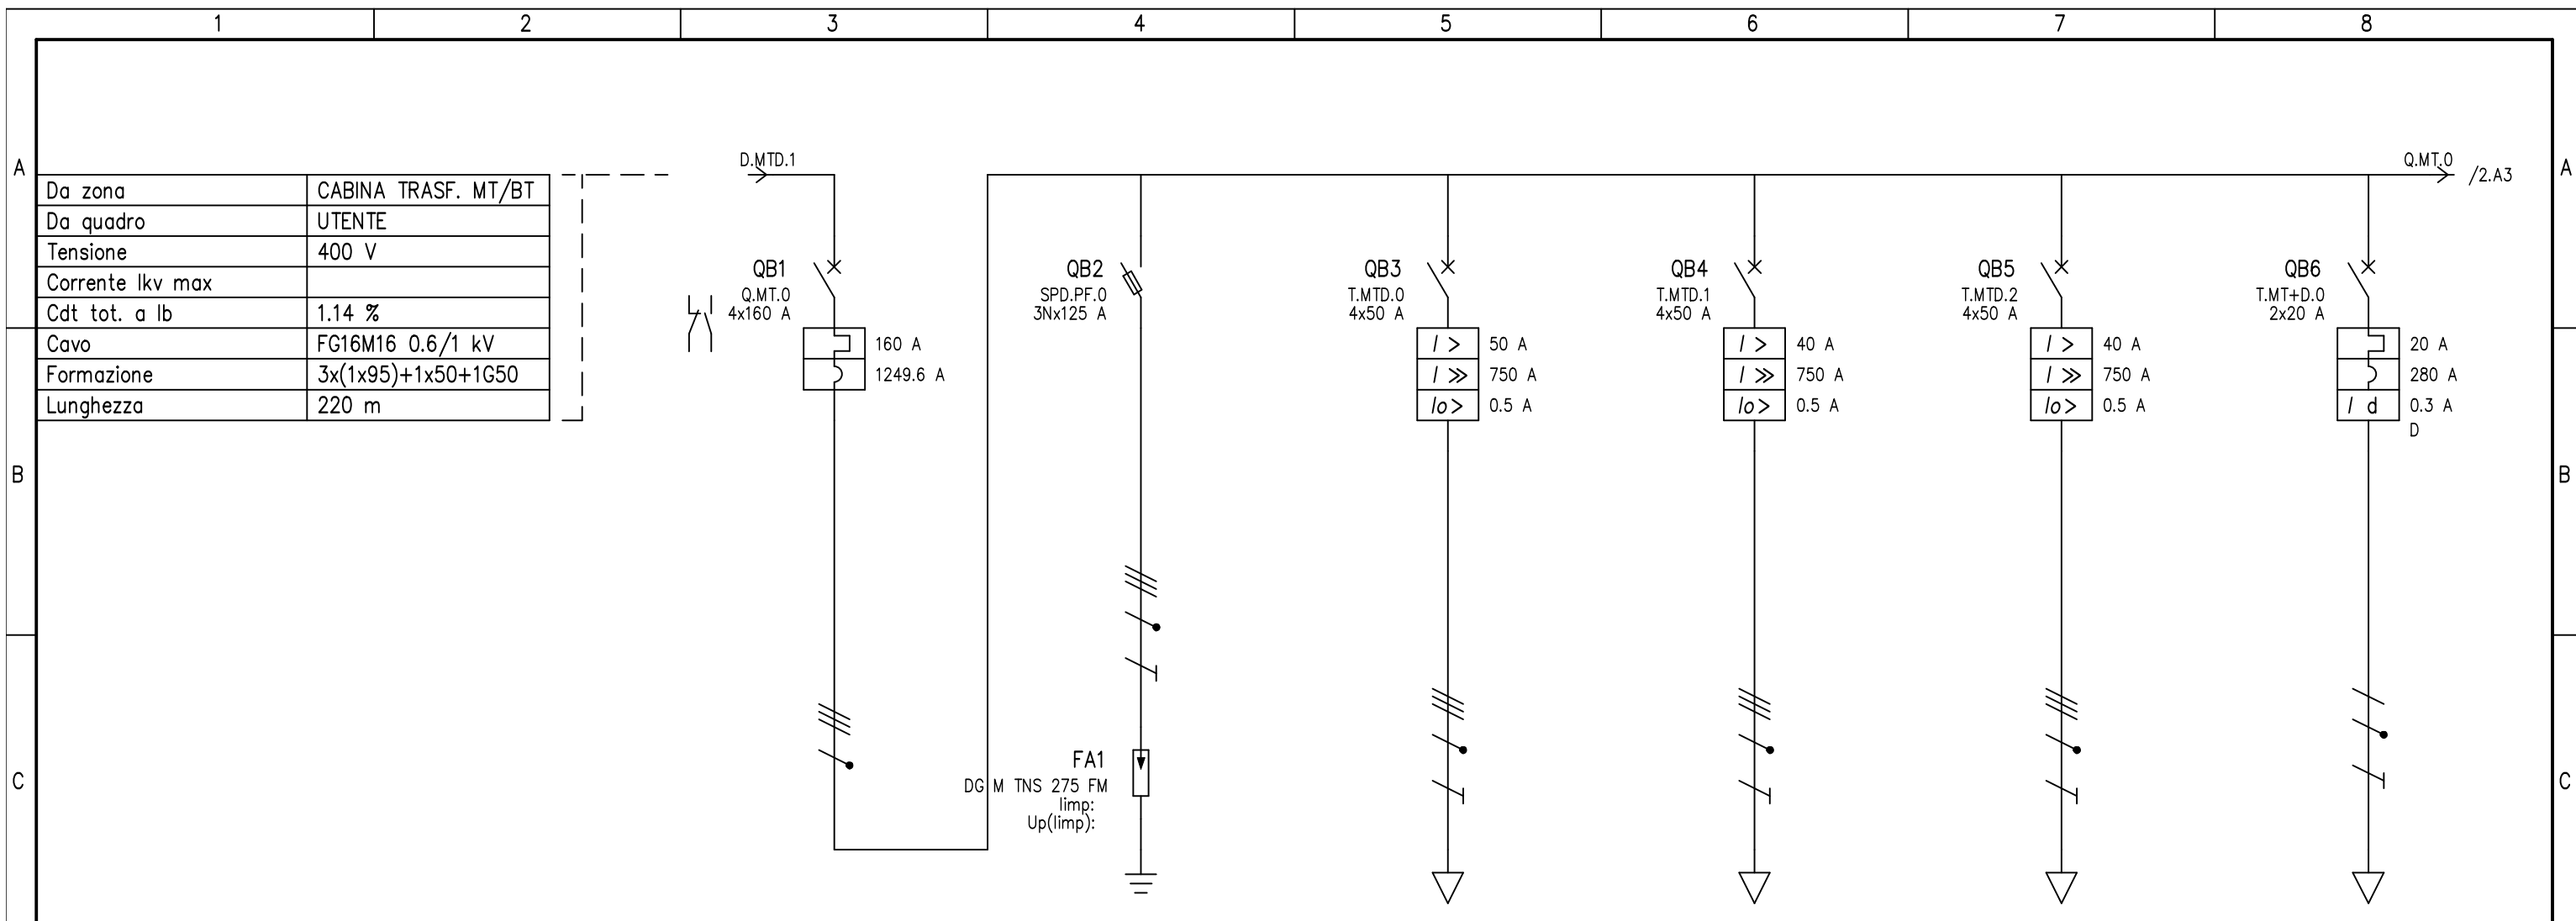 1 2 3 4 5 6 7 8
A A
B B
C C
Da zona CABINA TRASF. MT/BT
Da quadro UTENTE
Tensione 400 V
Corrente Ikv max
Cdt tot. a Ib 1.14 %
Cavo FG16M16 0.6/1 kV
Formazione 3x(1x95)+1x50+1G50
Lunghezza 220 m
D.MTD.1
QB1
Q.MT.0
4x160 A
160 A
1249.6 A
QB2
SPD.PF.0
3Nx125 A
FA1
DG M TNS 275 FM
Iimp:
Up(Iimp):
QB3
T.MTD.0
4x50 A
I > 50 A
I >> 750 A
Io > 0.5 A
QB4
T.MTD.1
4x50 A
I > 40 A
I >> 750 A
Io > 0.5 A
QB5
T.MTD.2
4x50 A
I > 40 A
I >> 750 A
Io > 0.5 A
QB6
T.MT+D.0
2x20 A
20 A
280 A
I d 0.3 A
D
Q.MT.0
/2.A3